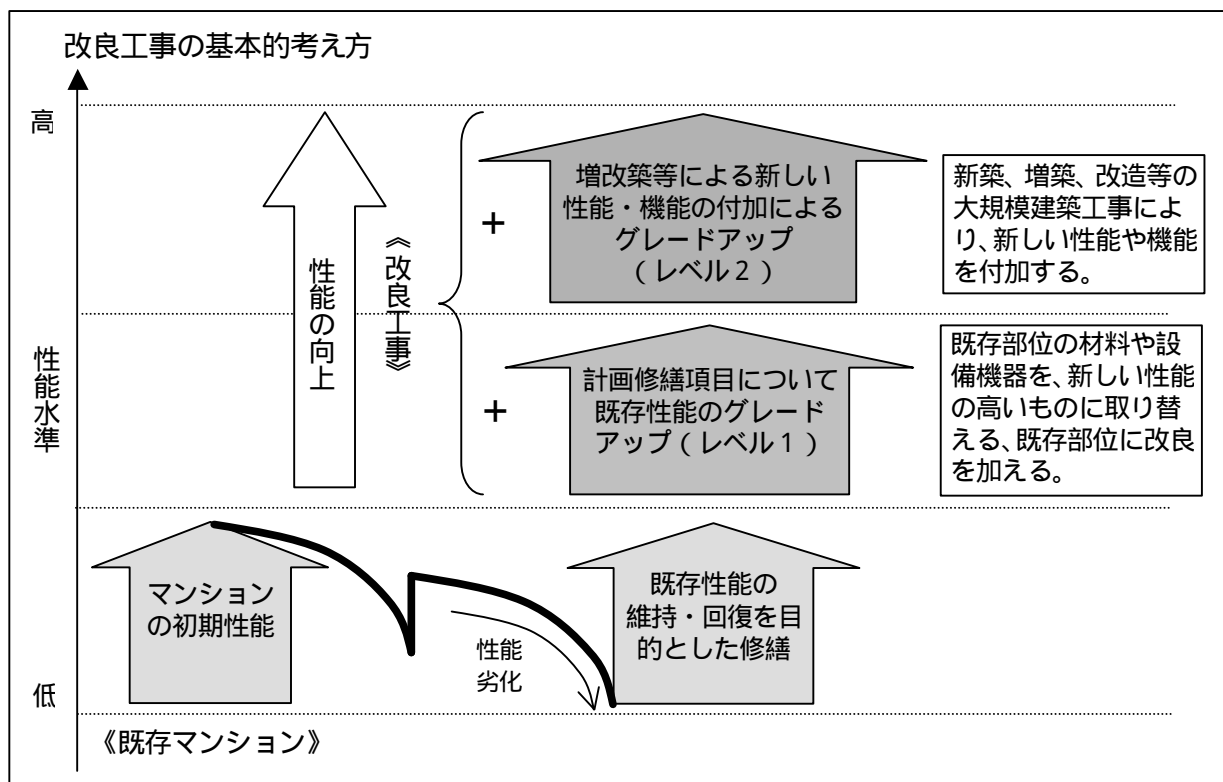 改良工事の基本的考え方
高
性能水準
低
性能の向上
《改良工事》
+
増改築等による新しい
性能・機能の付加による
グレードアップ
(レベル2)
新築、増築、改造等の
大規模建築工事によ
り、新しい性能や機能
を付加する。
+
計画修繕項目について
既存性能のグレード
アップ(レベル1)
既存部位の材料や設
備機器を、新しい性能
の高いものに取り替
える、既存部位に改良
を加える。
マンション
の初期性能
性能
劣化
既存性能の
維持・回復を目
的とした修繕
《既存マンション》